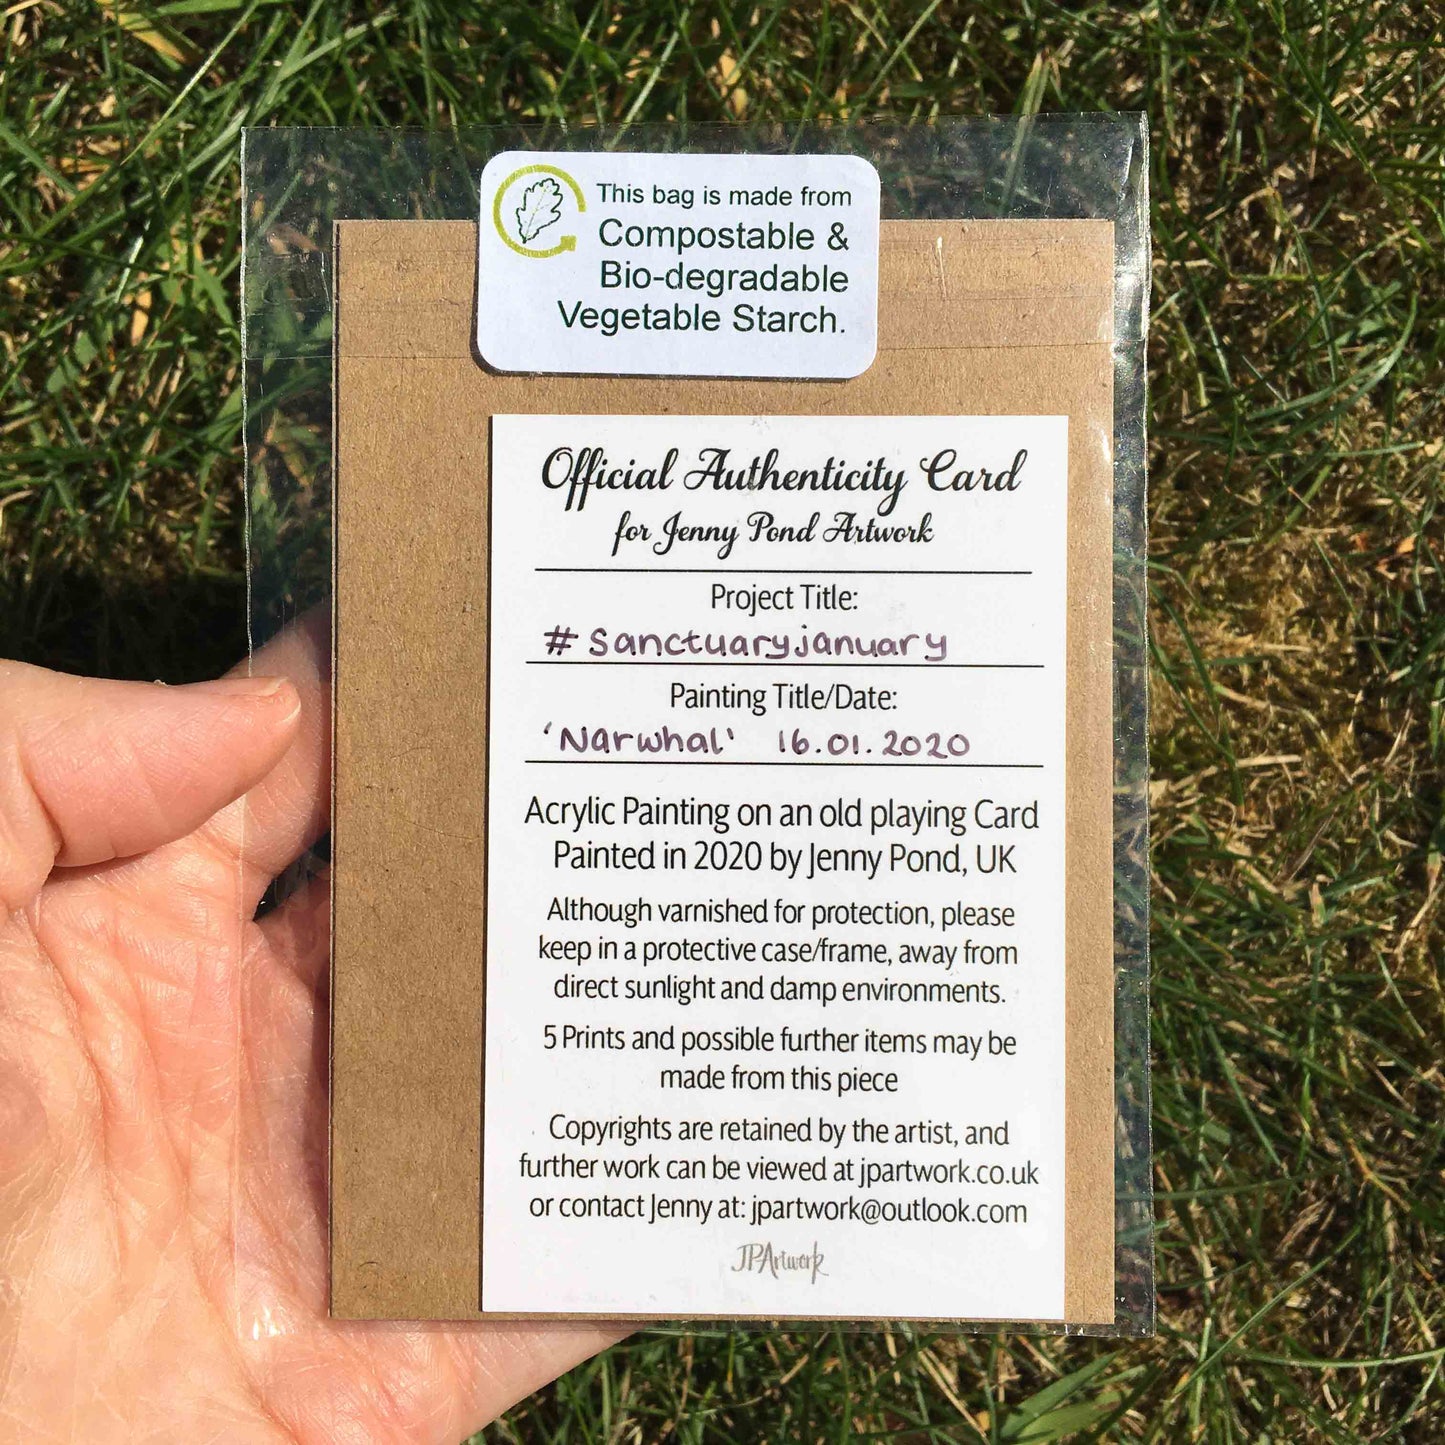 This bag is made from
Compostable &
Bio-degradable
Vegetable Starch.
Official Authenticity Card
for Jenny Pond Artwork
Project Title:
# Sanctuaryjanuary
Painting Title/Date:
'Narwhal' 16.01.2020
Acrylic Painting on an old playing Card
Painted in 2020 by Jenny Pond, UK
Although varnished for protection, please
keep in a protective case/frame, away from
direct sunlight and damp environments.
5 Prints and possible further items may be
made from this piece
Copyrights are retained by the artist, and
further work can be viewed at jpartwork.co.uk
or contact Jenny at: jpartwork@outlook.com
JPArtwork